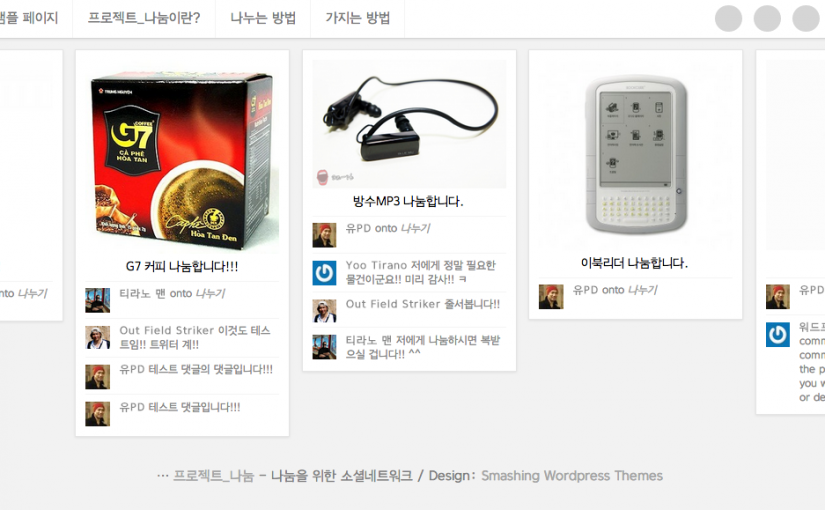 샘플 페이지
프로젝트_나눔이란?
나누는 방법
가지는 방법
onto 나누기
TRUNG NGUYEN
COFFEE
G7
CÀ PHÊ
HÒA TAN
Hòa Tan Đen
G7 커피 나눔합니다!!!
티라노 맨 onto 나누기
Out Field Striker 이것도 테스
트임!! 트위터 계!!
유PD 테스트 댓글의 댓글입니다!!!
유PD 테스트 댓글입니다!!!
방수MP3 나눔합니다.
유PD onto 나누기
Yoo Tirano 저에게 정말 필요한
물건이군요!! 미리 감사!! ㅋ
Out Field Striker 줄서봅니다!!
티라노 맨 저에게 나눔하시면 복받
으실 겁니다!! ^^
이북리더 나눔합니다.
유PD onto 나누기
유PD
워드프
comm
comm
the p
you w
or de
… 프로젝트_나눔 – 나눔을 위한 소셜네트워크 / Design: Smashing Wordpress Themes